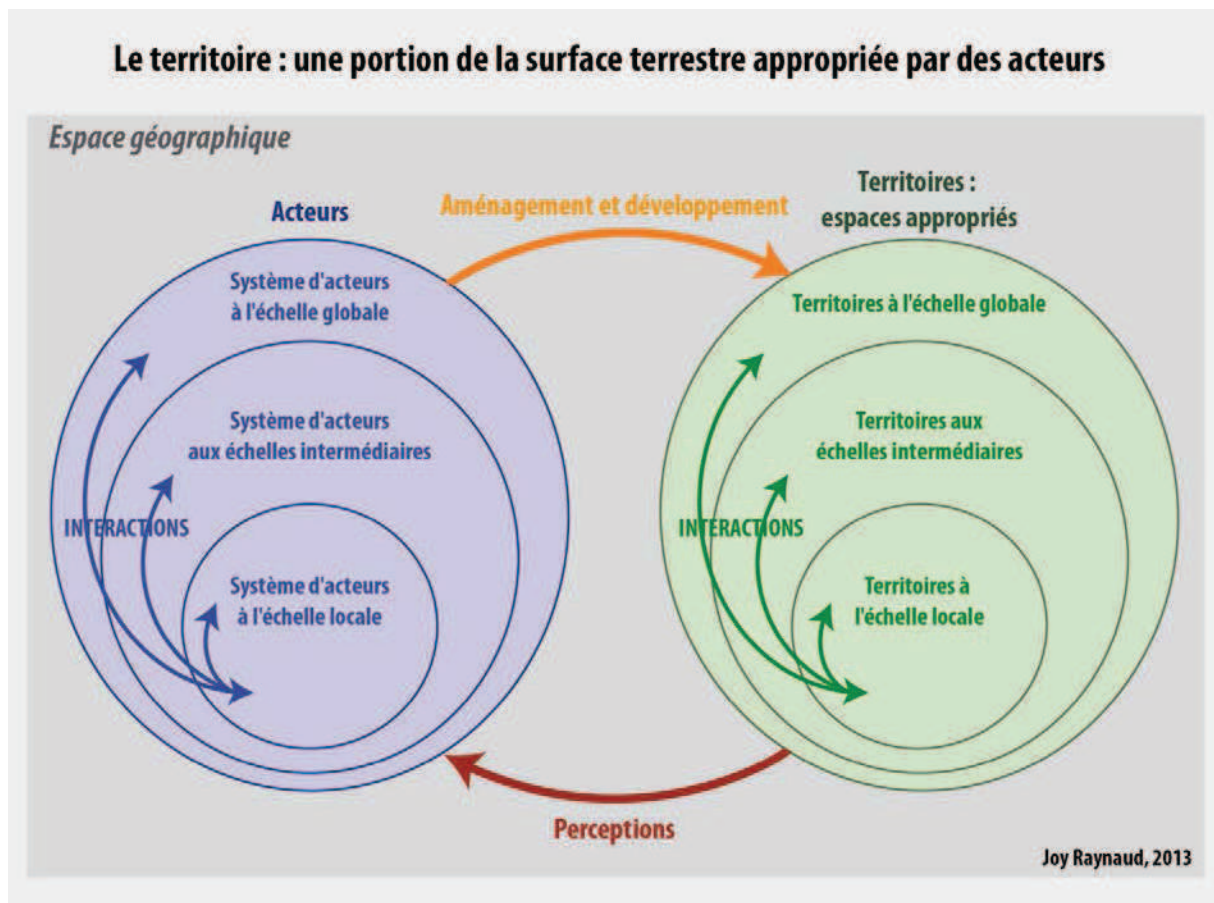 Le territoire : une portion de la surface terrestre appropriée par des acteurs
Espace géographique
Acteurs
Aménagement et développement
Territoires :
espaces appropriés
Système d'acteurs
à l'échelle globale
Système d'acteurs
aux échelles intermédiaires
INTERACTIONS
Système d'acteurs
à l'échelle locale
Territoires à l'échelle globale
Territoires aux
échelles intermédiaires
INTERACTIONS
Territoires à
l'échelle locale
Perceptions
Joy Raynaud, 2013